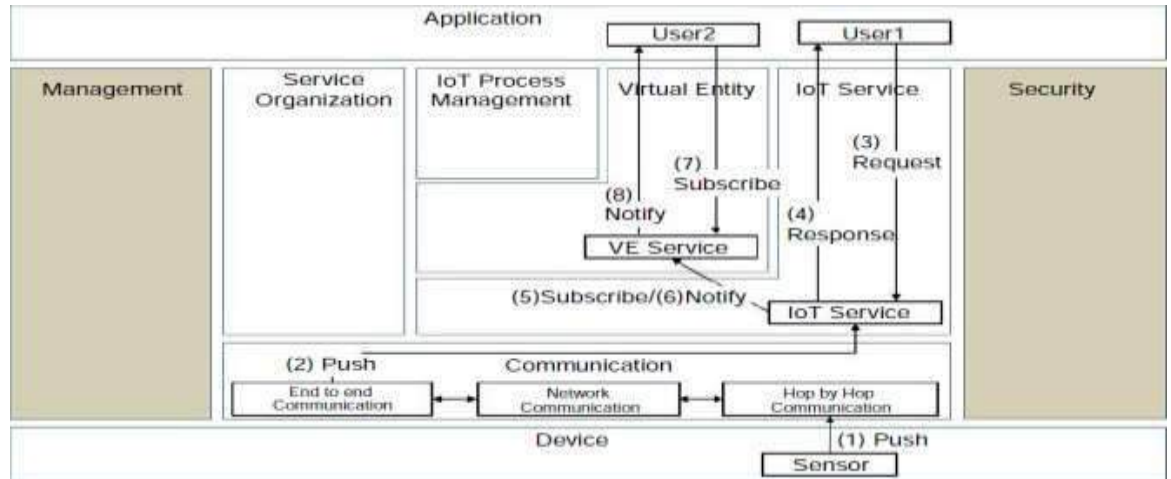 Application
User2
User1
Management
Service
Organization
IoT Process
Management
Virtual Entity
IoT Service
Security
(3)
Request
(7)
Subscribe
(8)
Notify
(4)
Response
VE Service
(5)Subscribe/(6)Notify
IoT Service
(2) Push
Communication
End to end
Communication
Network
Communication
Hop by Hop
Communication
Device
(1) Push
Sensor